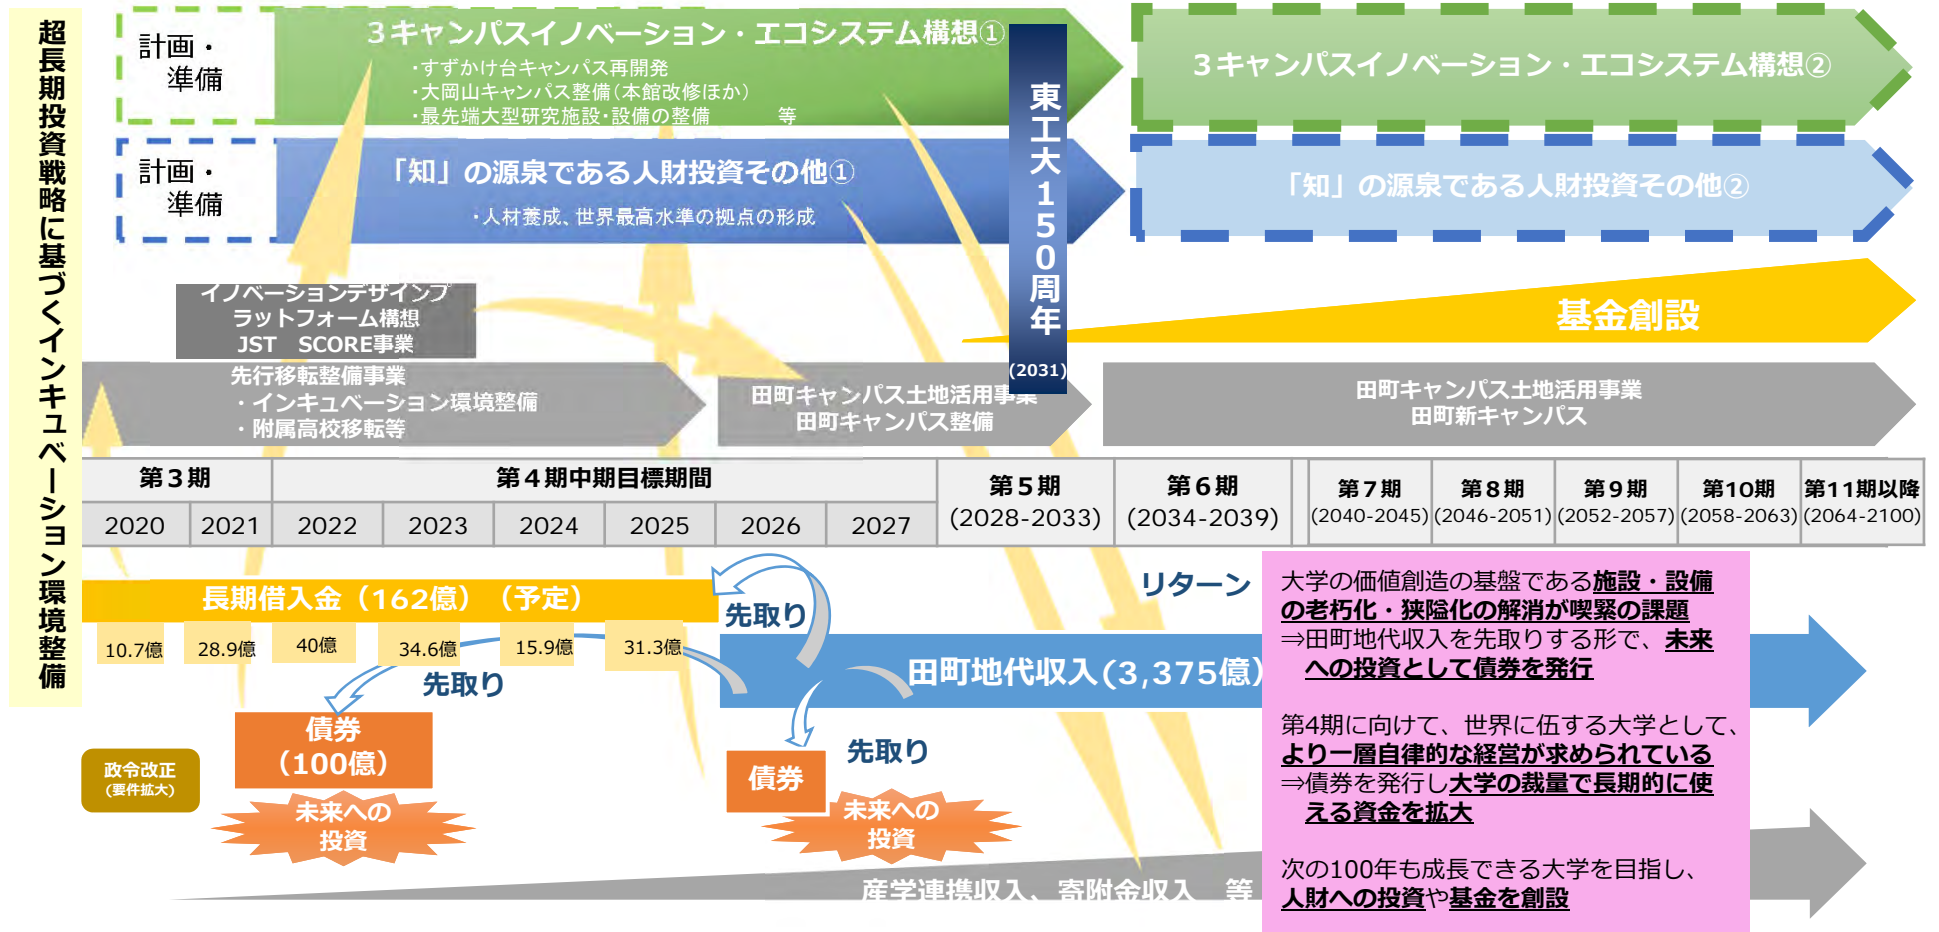 超長期投資戦略に基づくインキュベーション環境整備
計画・
準備
3キャンパスイノベーション・エコシステム構想①
・すずかけ台キャンパス再開発
・大岡山キャンパス整備(本館改修ほか)
・最先端大型研究施設・設備の整備　　　等
3キャンパスイノベーション・エコシステム構想②
計画・
準備
「知」の源泉である人財投資その他①
・人材養成、世界最高水準の拠点の形成
「知」の源泉である人財投資その他②
東工大150周年
(2031)
イノベーションデザインプ
ラットフォーム構想
JST　SCORE事業
基金創設
先行移転整備事業
・インキュベーション環境整備
・附属高校移転等
田町キャンパス土地活用事業
田町キャンパス整備
田町キャンパス土地活用事業
田町新キャンパス
第3期
第4期中期目標期間
第5期
(2028-2033)
第6期
(2034-2039)
第7期
(2040-2045)
第8期
(2046-2051)
第9期
(2052-2057)
第10期
(2058-2063)
第11期以降
(2064-2100)
2020
2021
2022
2023
2024
2025
2026
2027
長期借入金（162億）（予定）
10.7億
28.9億
40億
34.6億
15.9億
31.3億
先取り
先取り
先取り
リターン
田町地代収入(3,375億)
債券
（100億）
未来への
投資
債券
未来への
投資
政令改正
(要件拡大)
産学連携収入、寄附金収入　等
大学の価値創造の基盤である施設・設備
の老朽化・狭隘化の解消が喫緊の課題
⇒田町地代収入を先取りする形で、未来
への投資として債券を発行
第4期に向けて、世界に伍する大学として、
より一層自律的な経営が求められている
⇒債券を発行し大学の裁量で長期的に使
える資金を拡大
次の100年も成長できる大学を目指し、
人財への投資や基金を創設